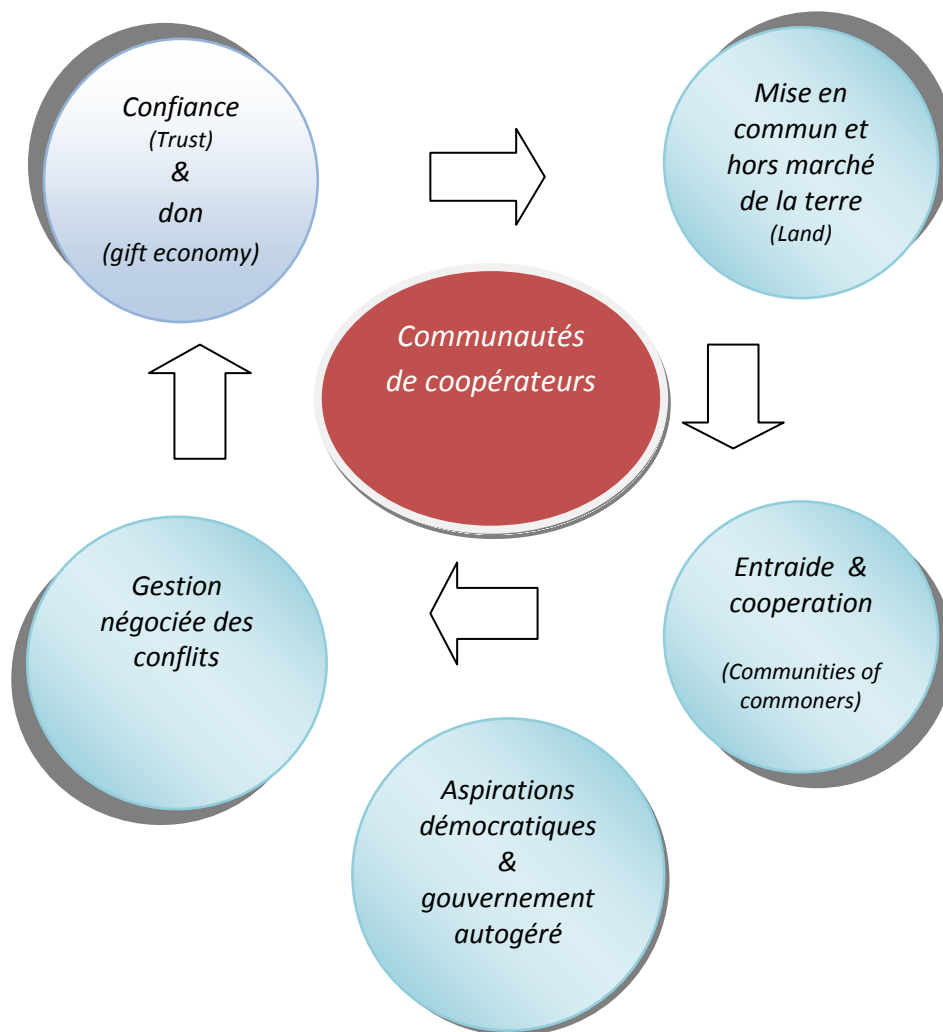 Confiance
(Trust)
&
don
(gift economy)
Mise en
commun et
hors marché
de la terre
(Land)
Communautés
de coopérateurs
Entraide & 
cooperation
(Communities of
commoners)
Aspirations
démocratiques
&
gouvernement
autogéré
Gestion
négociée des
conflits